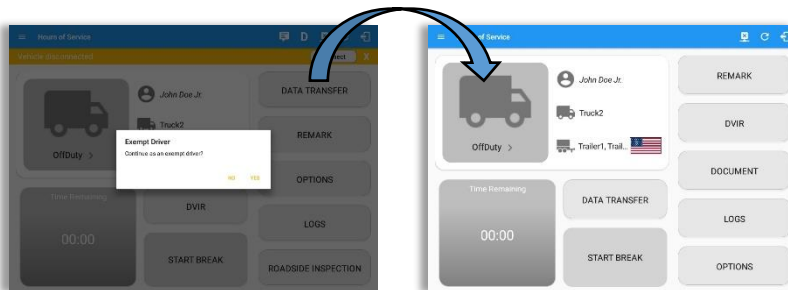 Hours of Service
D
Vehicle disconnected
X
John Doe Jr.
Truck2
OffDuty >
Exempt Driver
Continue as an exempt driver?
NO YES
Time Remaining
00:00
DVIR
START BREAK
DATA TRANSFER
REMARK
OPTIONS
LOGS
ROADSIDE INSPECTION
of Service
John Doe Jr.
Truck2
Trailer1, Trail..
OffDuty >
Time Remaining
00:00
DATA TRANSFER
START BREAK
REMARK
DVIR
DOCUMENT
LOGS
OPTIONS